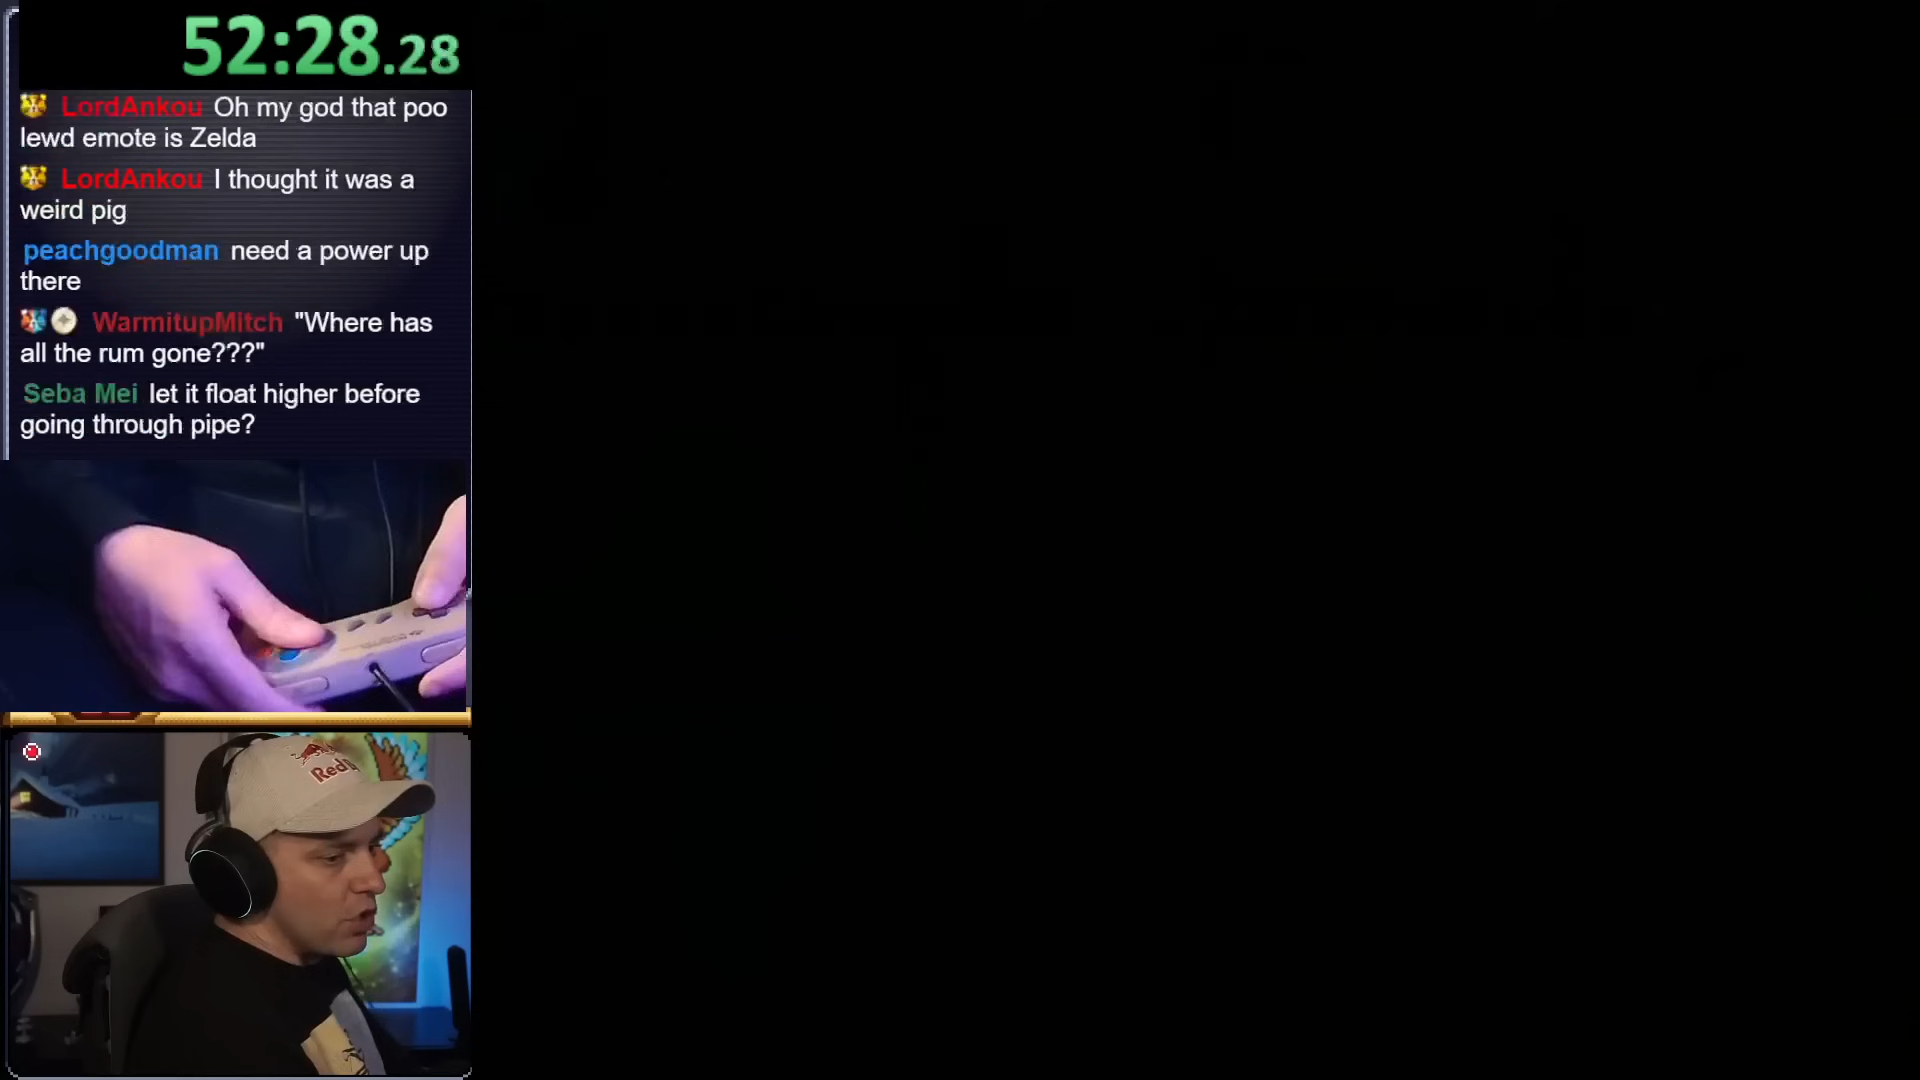 52:28.28
LordAnkou Oh my god that poo
lewd emote is Zelda
LordAnkou I thought it was a
weird pig
peachgoodman need a power up
there
WarmitupMitch "Where has
all the rum gone???"
Seba Mei let it float higher before
going through pipe?
Red B